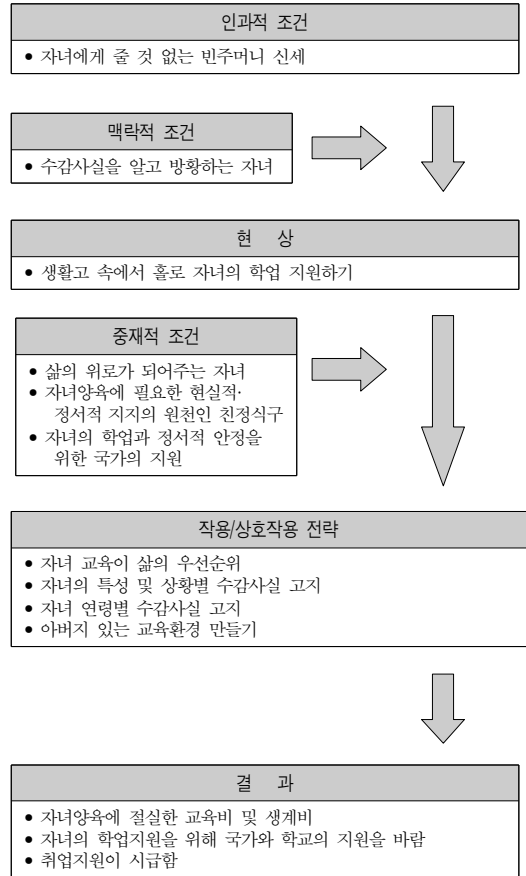 인과적 조건
• 자녀에게 줄 것 없는 빈주머니 신세
맥락적 조건
• 수감사실을 알고 방황하는 자녀
현 상
• 생활고 속에서 홀로 자녀의 학업 지원하기
중재적 조건
• 삶의 위로가 되어주는 자녀
• 자녀양육에 필요한 현실적·
정서적 지지의 원천인 친정식구
• 자녀의 학업과 정서적 안정을
위한 국가의 지원
작용/상호작용 전략
• 자녀 교육이 삶의 우선순위
• 자녀의 특성 및 상황별 수감사실 고지
• 자녀 연령별 수감사실 고지
• 아버지 있는 교육환경 만들기
결 과
• 자녀양육에 절실한 교육비 및 생계비
• 자녀의 학업지원을 위해 국가와 학교의 지원을 바람
• 취업지원이 시급함